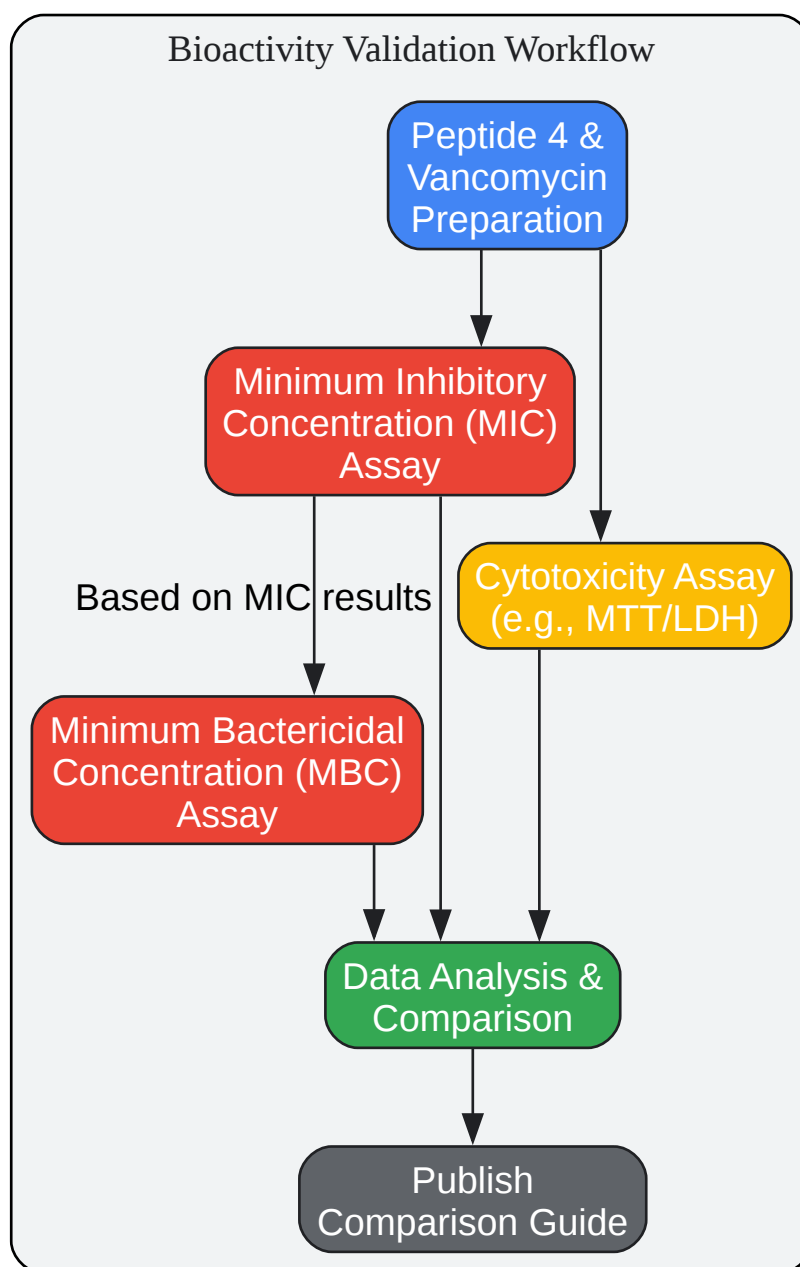 Bioactivity Validation Workflow
Peptide 4 &
Vancomycin
Preparation
Minimum Inhibitory
Concentration (MIC)
Assay
Cytotoxicity Assay
(e.g., MTT/LDH)
Based on MIC results
Minimum Bactericidal
Concentration (MBC)
Assay
Data Analysis &
Comparison
Publish
Comparison Guide